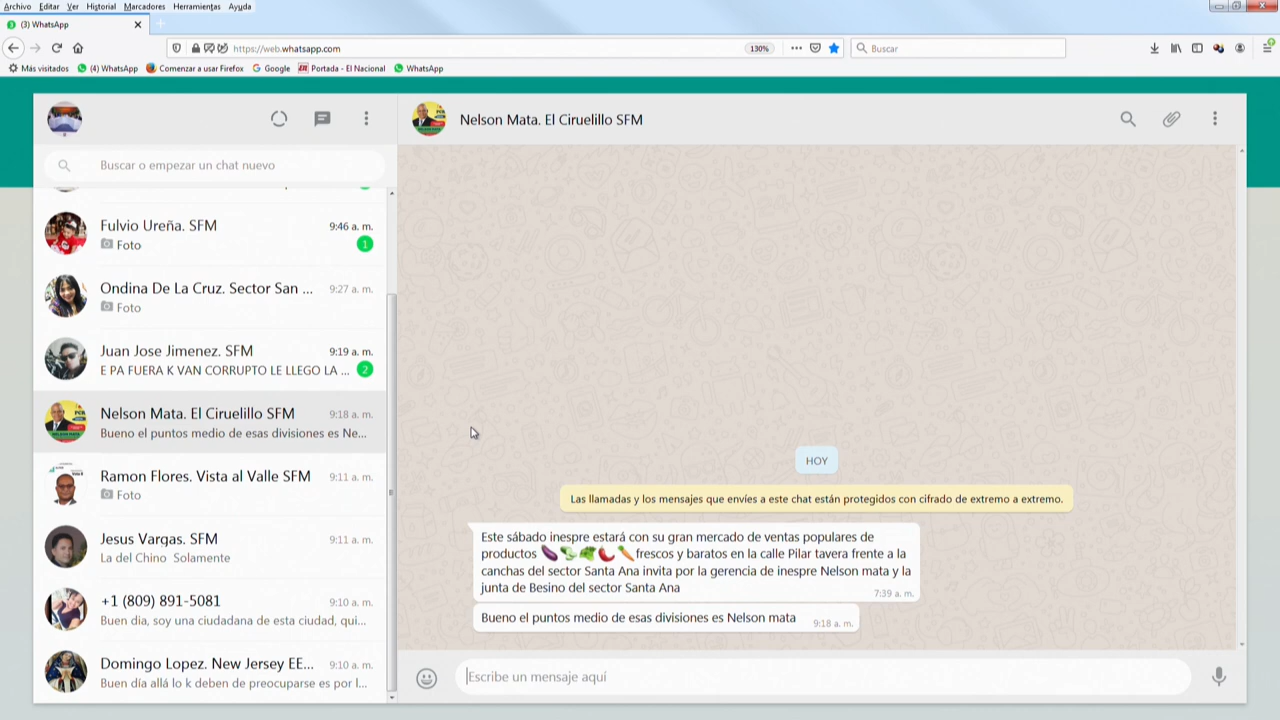 Archivo Editar Ver Historial Marcadores Herramientas Ayuda
(3) WhatsApp
https://web.whatsapp.com
130%
Buscar
Más visitados (4) WhatsApp Comenzar a usar Firefox Google Portada - El Nacional WhatsApp
Nelson Mata. El Ciruelillo SFM
Buscar o empezar un chat nuevo
Fulvio Ureña. SFM 9:46 a. m.
Foto 1
Ondina De La Cruz. Sector San ... 9:27 a. m.
Foto
Juan Jose Jimenez. SFM 9:19 a. m.
E PA FUERA K VAN CORRUPTO LE LLEGO LA ... 2
Nelson Mata. El Ciruelillo SFM 9:18 a. m.
Bueno el puntos medio de esas divisiones es Ne...
Ramon Flores. Vista al Valle SFM 9:11 a. m.
Foto
Jesus Vargas. SFM 9:11 a. m.
La del Chino Solamente
+1 (809) 891-5081 9:10 a. m.
Buen dia, soy una ciudadana de esta ciudad, qui...
Domingo Lopez. New Jersey EE... 9:10 a. m.
Buen día allá lo k deben de preocuparse es por l...
HOY
Las llamadas y los mensajes que envíes a este chat están protegidos con cifrado de extremo a extremo.
Este sábado inespre estará con su gran mercado de ventas populares de
productos 🍆🥬🥦🌶🥕frescos y baratos en la calle Pilar tavera frente a la
canchas del sector Santa Ana invita por la gerencia de inespre Nelson mata y la
junta de Besino del sector Santa Ana
7:39 a. m.
Bueno el puntos medio de esas divisiones es Nelson mata 9:18 a. m.
Escribe un mensaje aquí